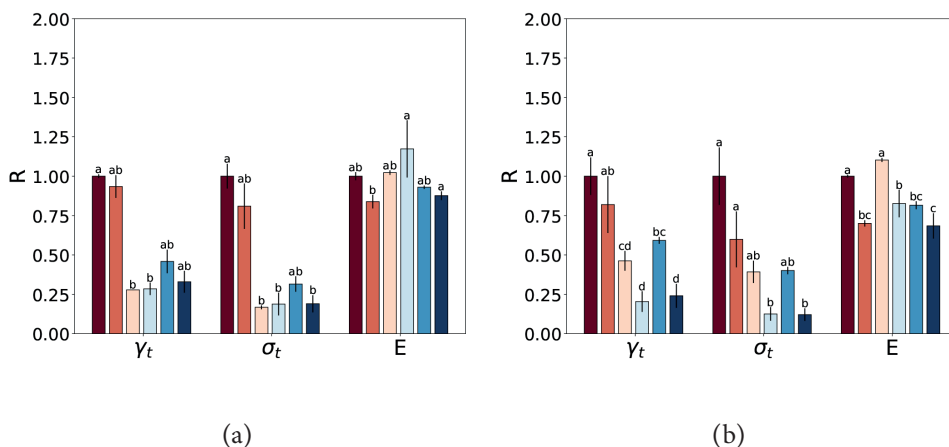 2.00
1.75
1.50
1.25
1.00
0.75
0.50
0.25
0.00
R
a ab b b ab ab
a ab b b ab b
ab b ab a ab a
γt σt E
(a)
2.00
1.75
1.50
1.25
1.00
0.75
0.50
0.25
0.00
R
a ab cd d bc d
a a ab b ab b
a bc a b bc c
γt σt E
(b)